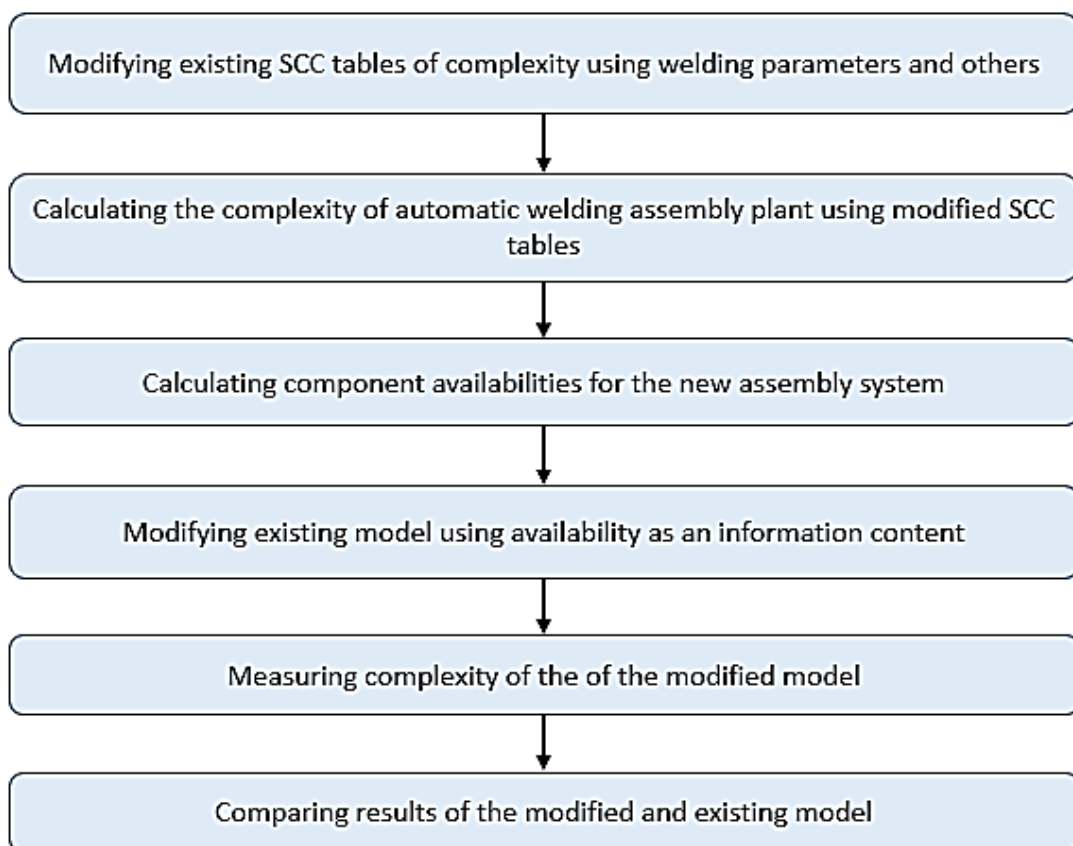 Modifying existing SCC tables of complexity using welding parameters and others
Calculating the complexity of automatic welding assembly plant using modified SCC
tables
Calculating component availabilities for the new assembly system
Modifying existing model using availability as an information content
Measuring complexity of the of the modified model
Comparing results of the modified and existing model